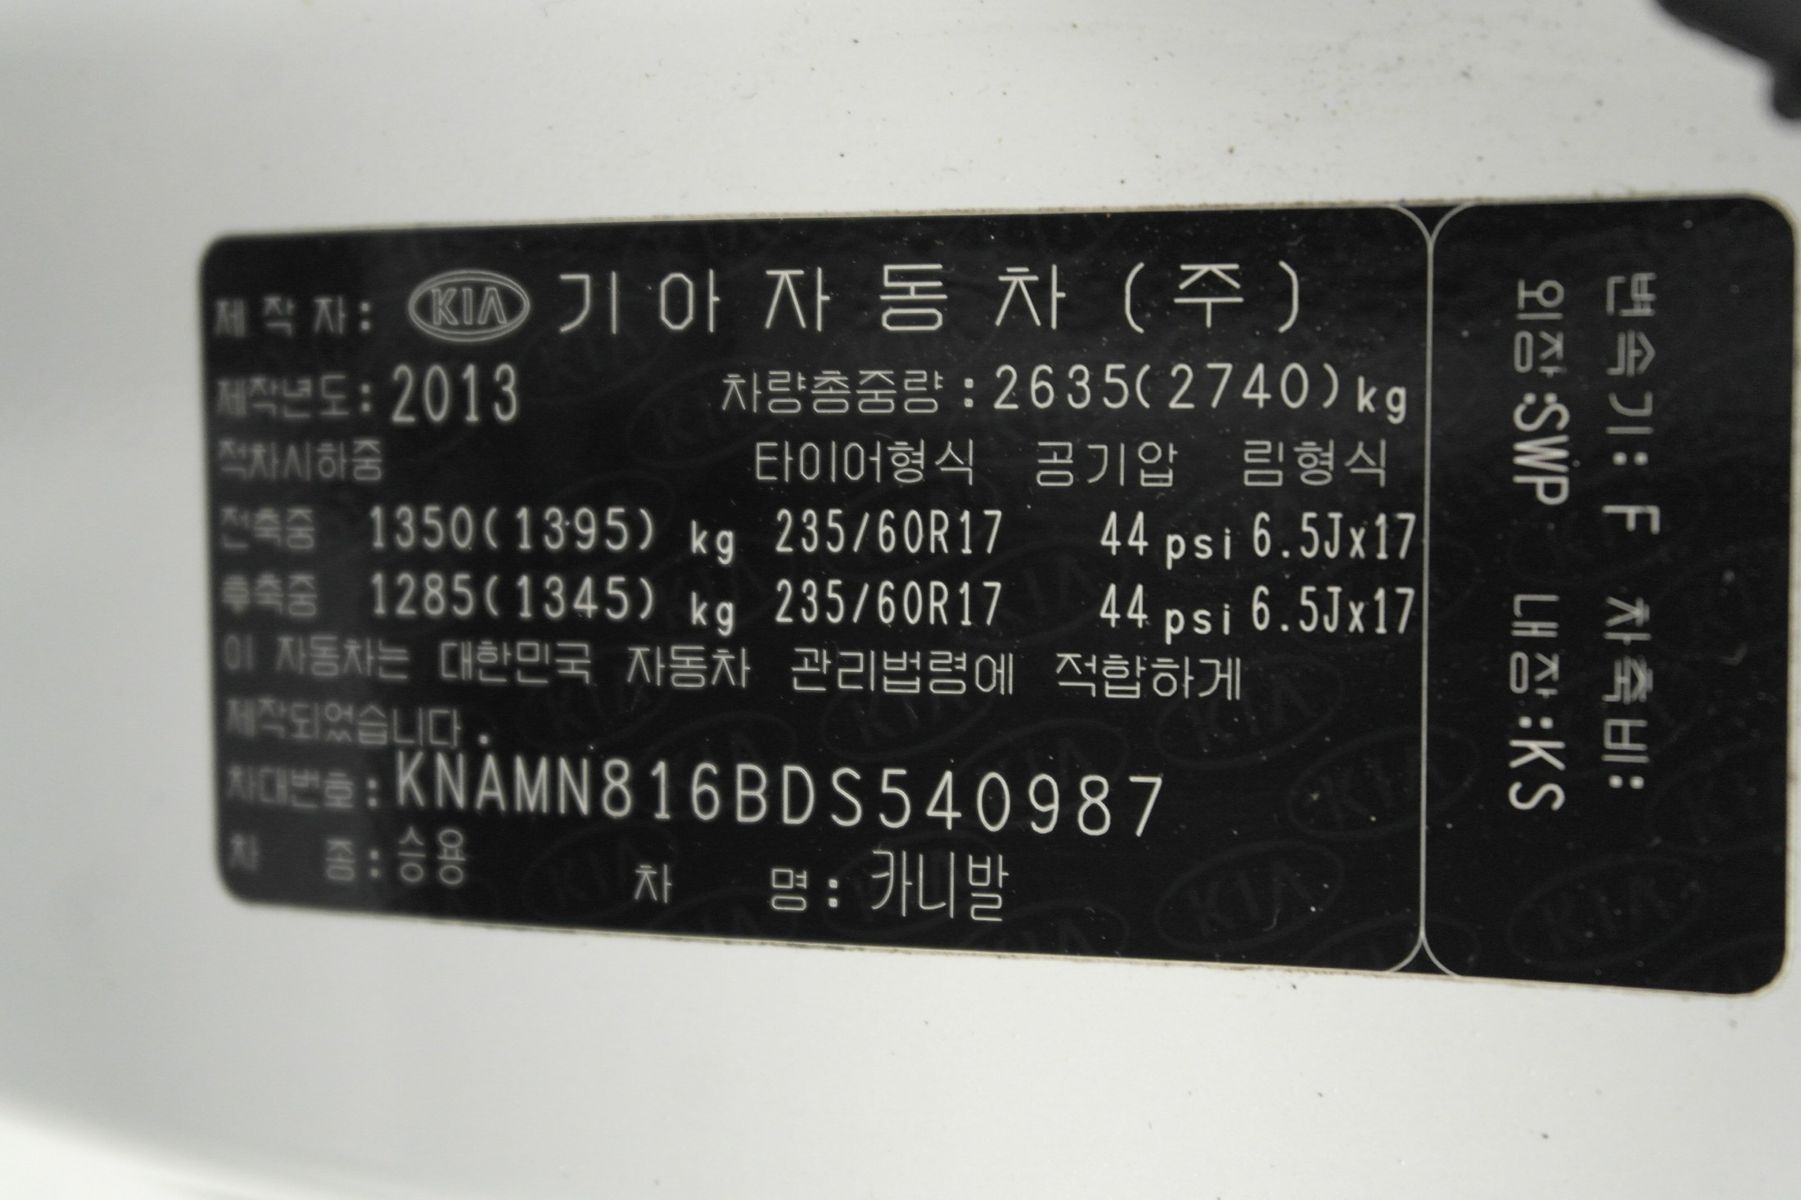 제 작 자: KIA 기아자동차(주)
제작년도: 2013 차량총중량: 2635(2740)kg
적차시하중 타이어형식 공기압 림형식
전축중 1350(1395) kg 235/60R17 44 psi 6.5Jx17
후축중 1285(1345) kg 235/60R17 44 psi 6.5Jx17
이 자동차는 대한민국 자동차 관리법령에 적합하게
제작되었습니다.
차대번호: KNAMN816BDS540987
차 종: 승용 차 명: 카니발
변속기: F 차축비:
외장:SWP 내장:KS